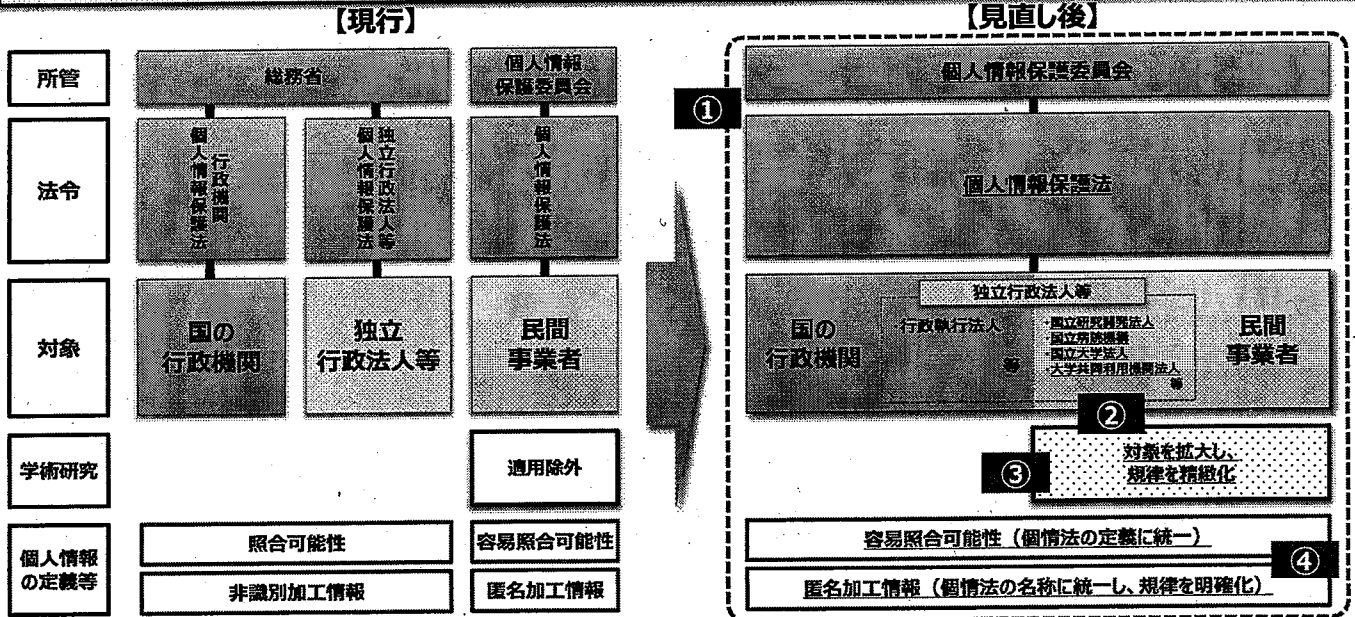 【現行】
【見直し後】
所管
総務省
個人情報
保護委員会
個人情報保護委員会
①
法令
行政機関
個人情報保護法
独立行政法人等
個人情報保護法
個人情報保護法
個人情報保護法
対象
国の
行政機関
独立
行政法人等
民間
事業者
独立行政法人等
国の
行政機関
・行政執行法人
等
・国立研究開発法人
・国立病院機構
・国立大学法人
・大学共同利用機関法人
等
民間
事業者
②
学術研究
適用除外
③
対象を拡大し、
規律を精緻化
個人情報
の定義等
照合可能性
容易照合可能性
容易照合可能性（個情法の定義に統一）
④
非識別加工情報
匿名加工情報
匿名加工情報（個情法の名称に統一し、規律を明確化）